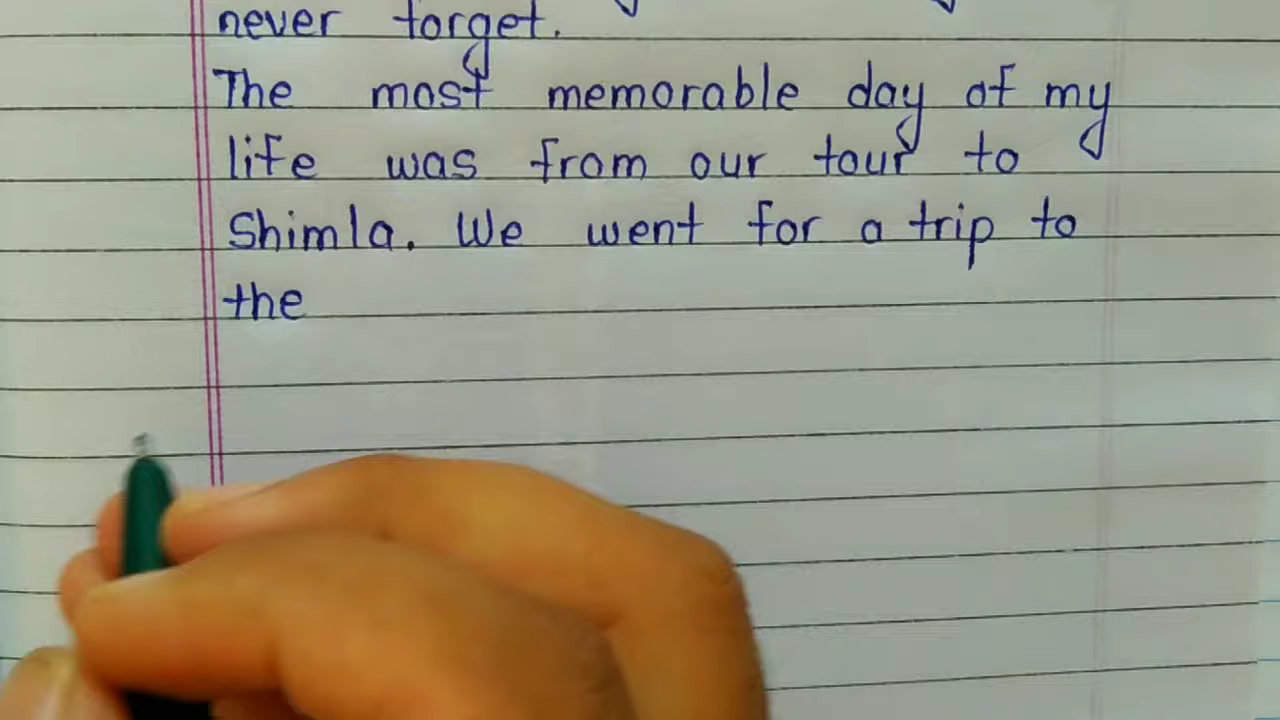 never forget.
The most memorable day of my
life was from our tour to
Shimla. We went for a trip to
the